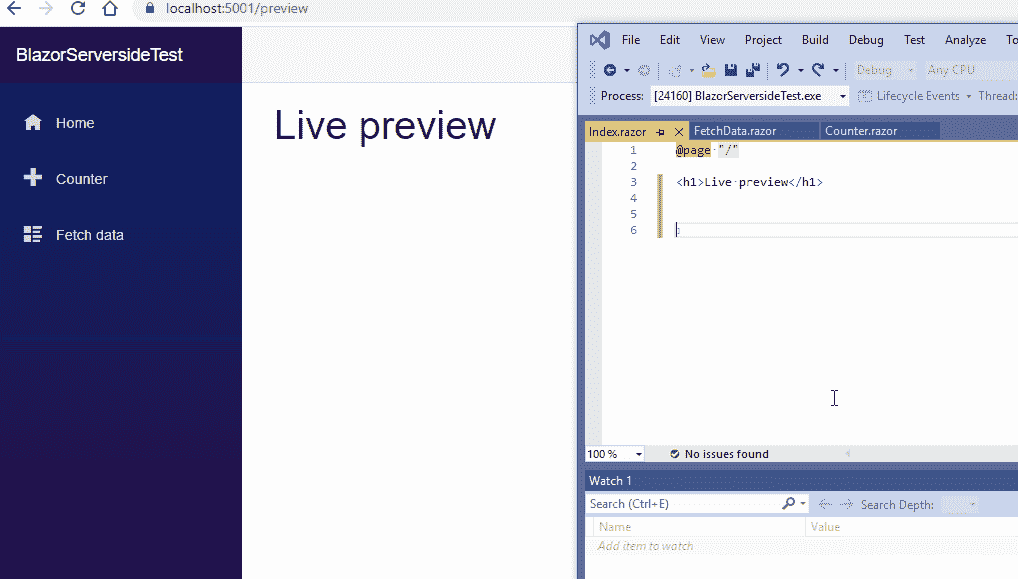 localhost:5001/preview
BlazorServersideTest
Home
Counter
Fetch data
Live preview
File Edit View Project Build Debug Test Analyze To
Debug Any CPU
Process: [24160] BlazorServersideTest.exe Lifecycle Events Thread:
Index.razor FetchData.razor Counter.razor
1 @page "/"
2
3 <h1>Live preview</h1>
4
5
6
100 % No issues found
Watch 1
Search (Ctrl+E) Search Depth:
Name Value
Add item to watch